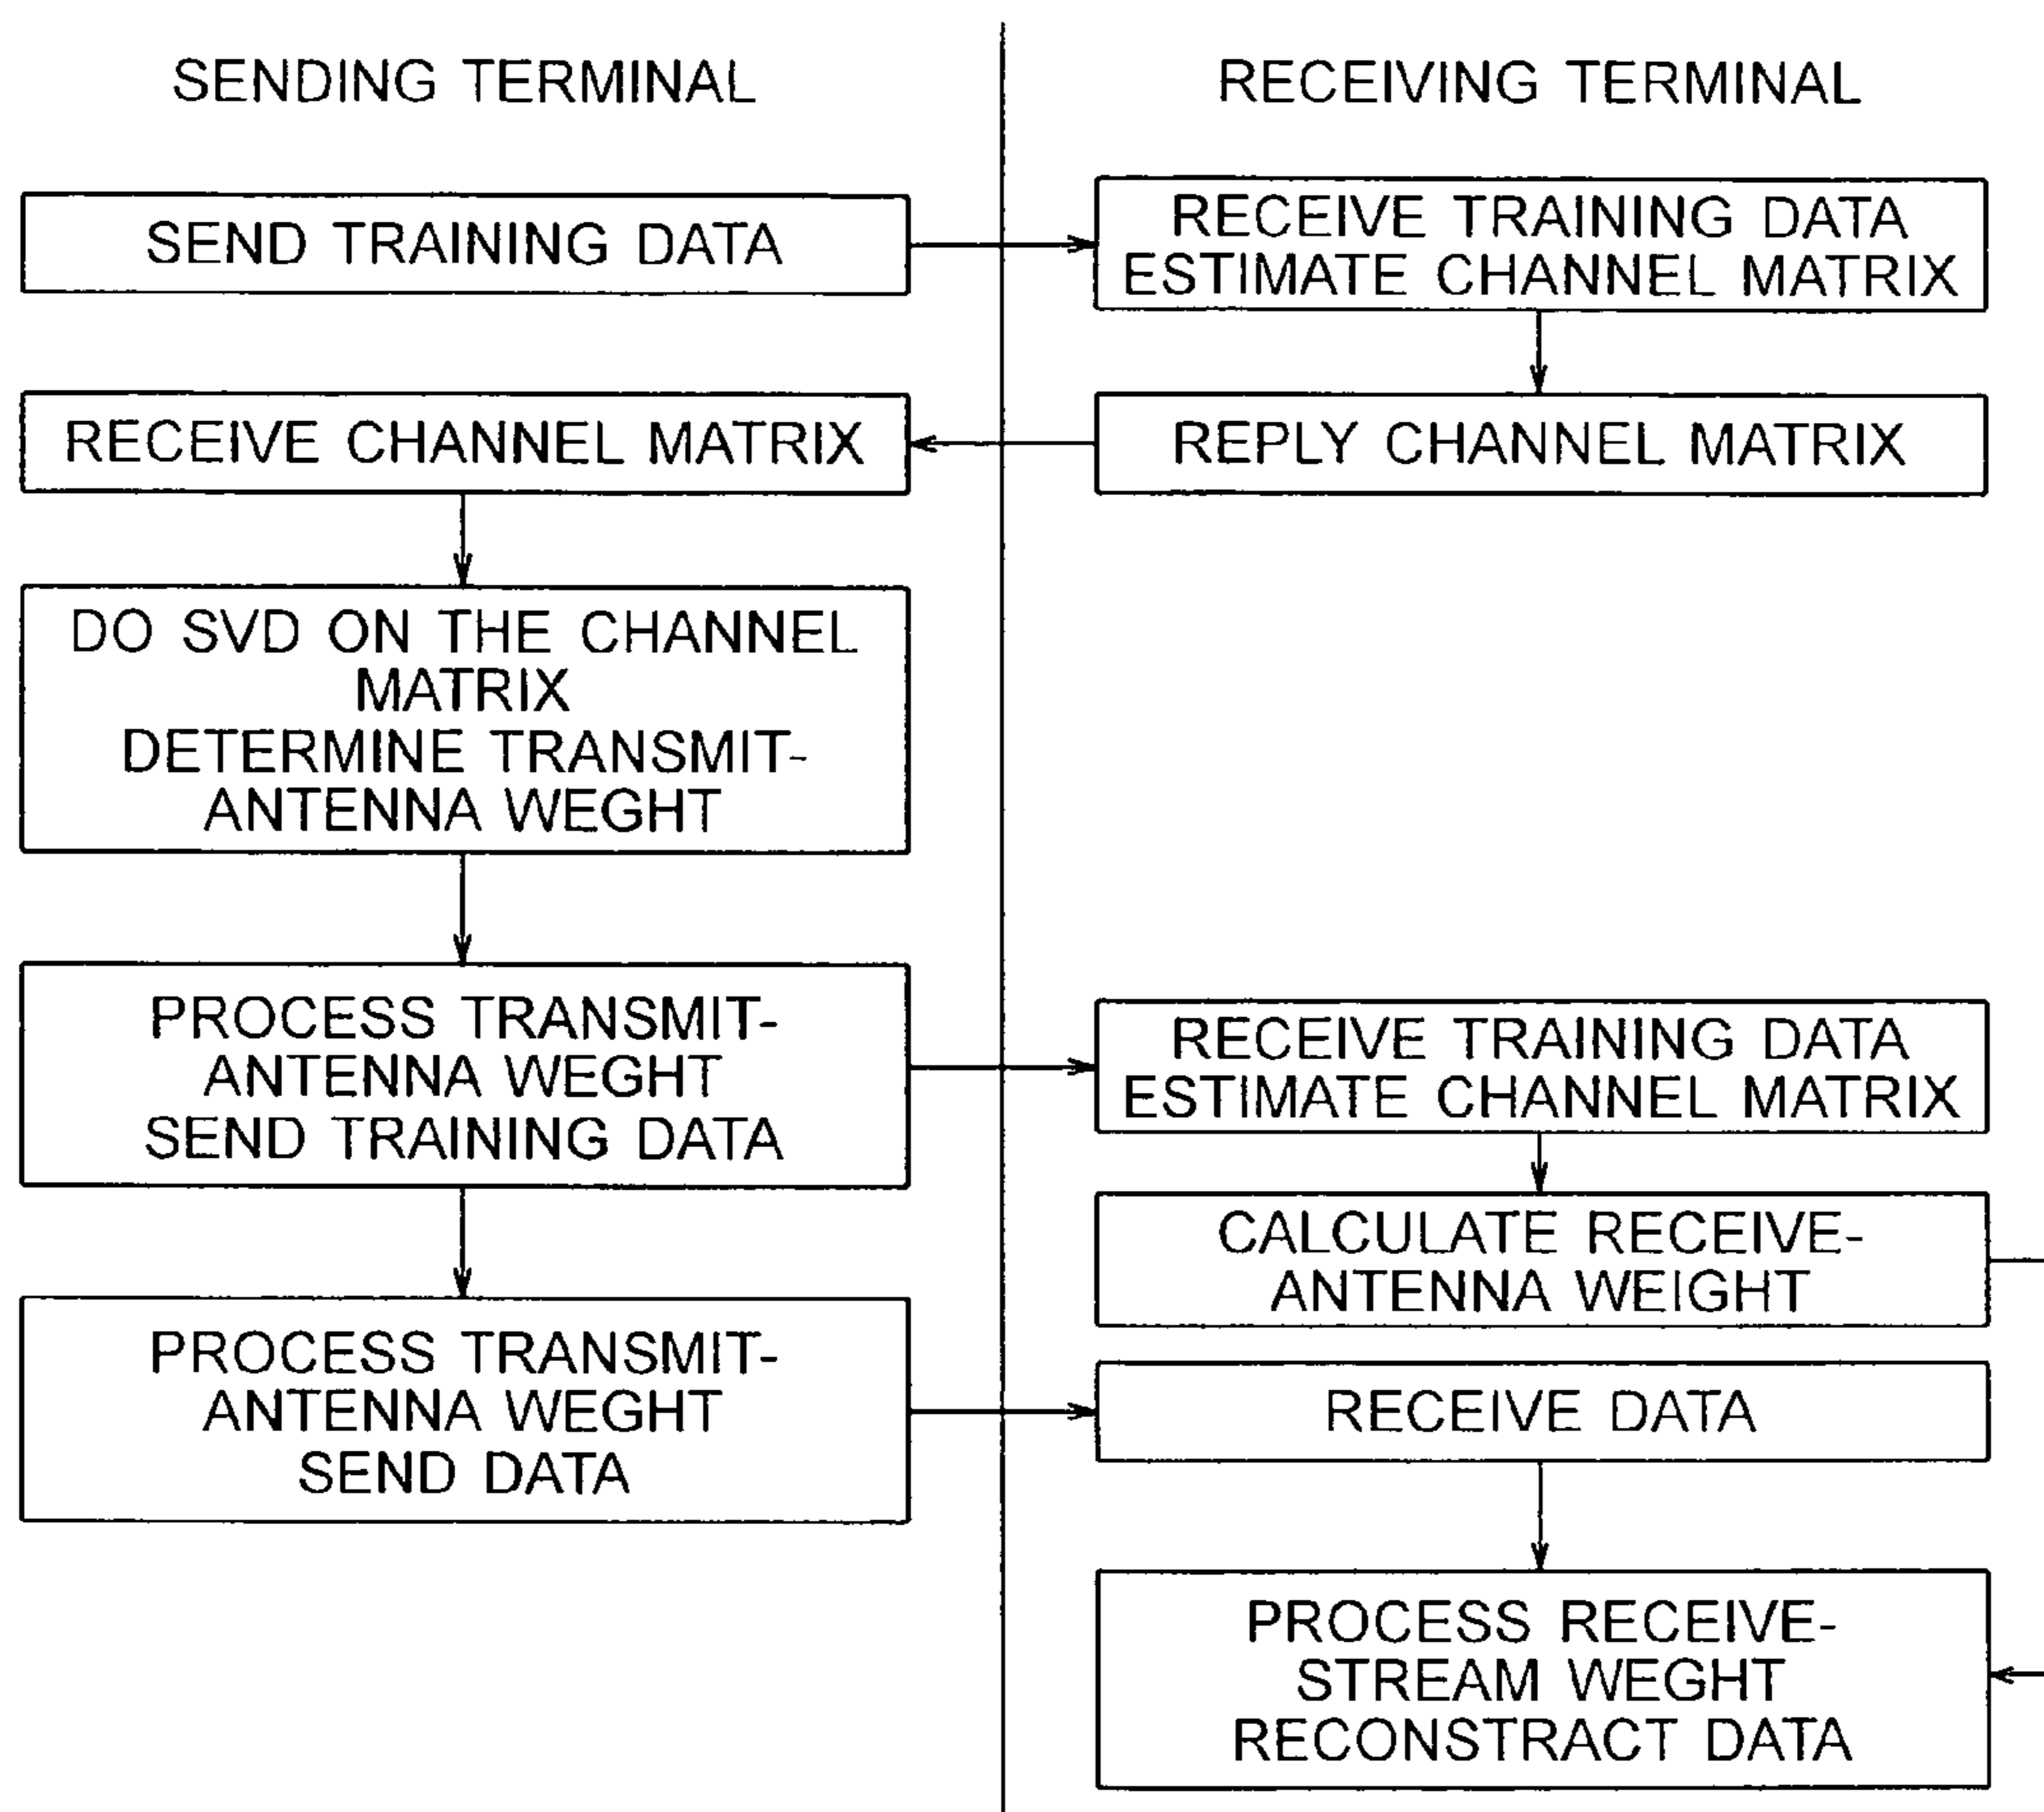 SENDING TERMINAL
RECEIVING TERMINAL
SEND TRAINING DATA
RECEIVE TRAINING DATA
ESTIMATE CHANNEL MATRIX
RECEIVE CHANNEL MATRIX
REPLY CHANNEL MATRIX
DO SVD ON THE CHANNEL
MATRIX
DETERMINE TRANSMIT-
ANTENNA WEGHT
PROCESS TRANSMIT-
ANTENNA WEGHT
SEND TRAINING DATA
RECEIVE TRAINING DATA
ESTIMATE CHANNEL MATRIX
CALCULATE RECEIVE-
ANTENNA WEIGHT
PROCESS TRANSMIT-
ANTENNA WEGHT
SEND DATA
RECEIVE DATA
PROCESS RECEIVE-
STREAM WEGHT
RECONSTRACT DATA